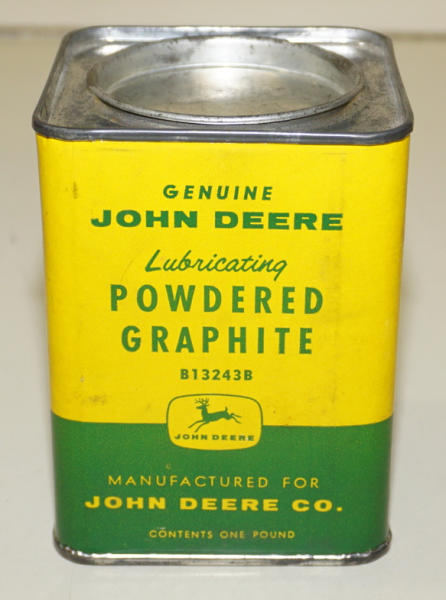 GENUINE
JOHN DEERE
Lubricating
POWDERED
GRAPHITE
B13243B
JOHN DEERE
MANUFACTURED FOR
JOHN DEERE CO.
CONTENTS ONE POUND